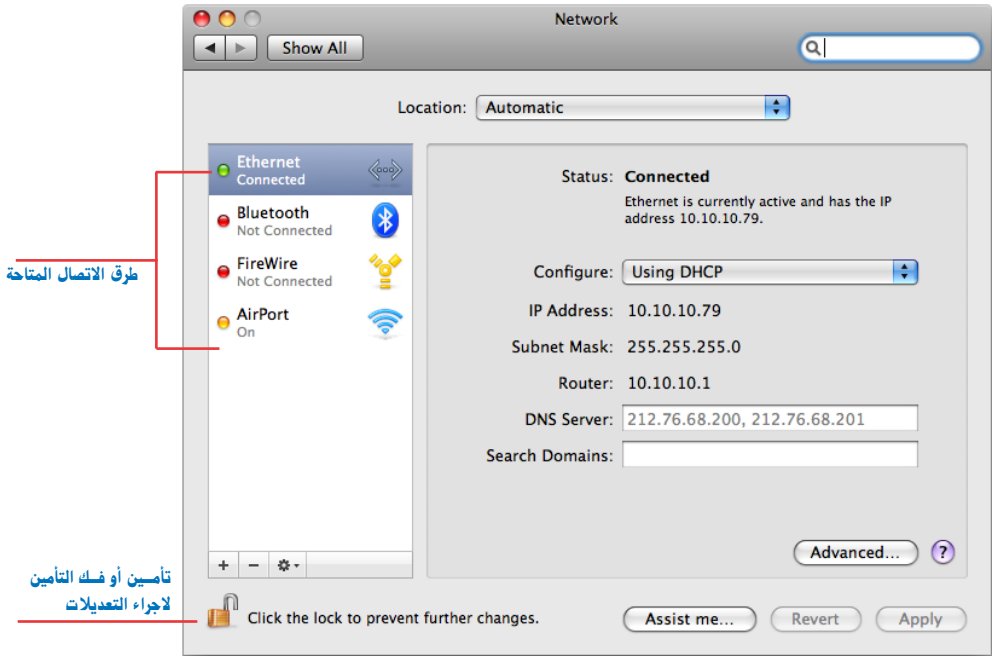 Network
Show All
Location: Automatic
Ethernet
Connected
Bluetooth
Not Connected
FireWire
Not Connected
AirPort
On
طرق الاتصال المتاحة
Status: Connected
Ethernet is currently active and has the IP
address 10.10.10.79.
Configure: Using DHCP
IP Address: 10.10.10.79
Subnet Mask: 255.255.255.0
Router: 10.10.10.1
DNS Server: 212.76.68.200, 212.76.68.201
Search Domains:
Advanced... ?
تأمــين أو فــك التأمين
لاجراء التعديلات
Click the lock to prevent further changes.
Assist me... Revert Apply